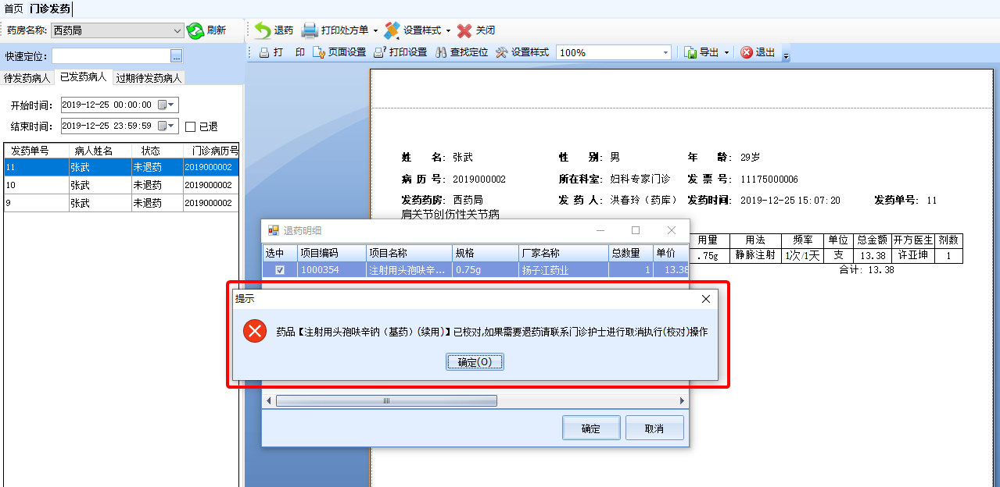 首页 门诊发药
药房名称: 西药局 刷新 退药 打印处方单 设置样式 关闭
快速定位: ... 打 印 页面设置 打印设置 查找定位 设置样式 100% 导出 退出
待发药病人 已发药病人 过期待发药病人
开始时间: 2019-12-25 00:00:00
结束时间: 2019-12-25 23:59:59 已退
发药单号 病人姓名 状态 门诊病历号
11 张武 未退药 2019000002
10 张武 未退药 2019000002
9 张武 未退药 2019000002
姓 名: 张武 性 别: 男 年 龄: 29岁
病 历 号: 2019000002 所在科室: 妇科专家门诊 发 票 号: 11175000006
发药药房: 西药局 发 药 人: 洪春玲（药库） 发药时间: 2019-12-25 15:07:20 发药单号: 11
肩关节创伤性关节病
用量 用法 频率 单位 总金额 开方医生 剂数
.75g 静脉注射 1次/1天 支 13.38 许亚坤 1
合计: 13.38
退药明细
选中 项目编码 项目名称 规格 厂家名称 总数量 单价
1000354 注射用头孢呋辛... 0.75g 扬子江药业 1 13.38
提示
药品【注射用头孢呋辛钠（基药）(续用)】已校对,如果需要退药请联系门诊护士进行取消执行(校对)操作
确定(O)
确定 取消